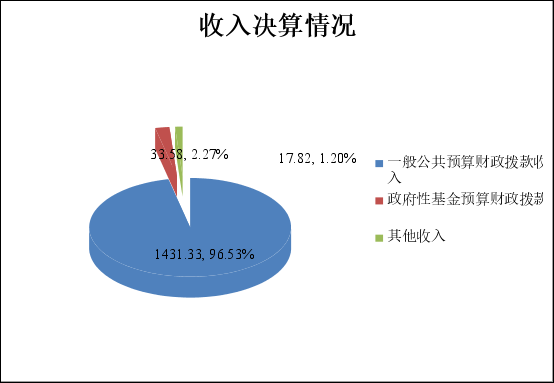 收入决算情况
33.58, 2.27%
17.82, 1.20%
1431.33, 96.53%
一般公共预算财政拨款收
入
政府性基金预算财政拨款
其他收入